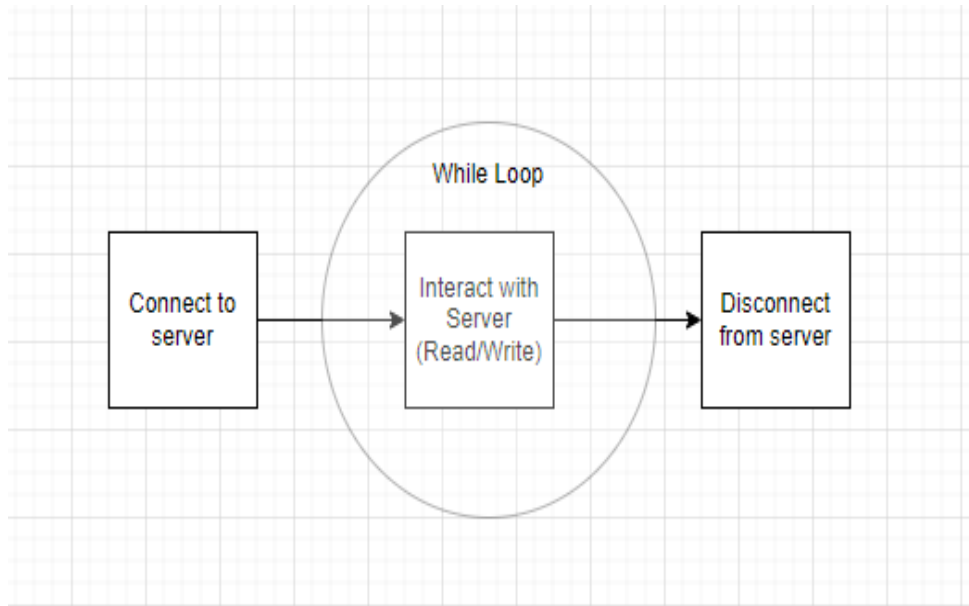 While Loop
Connect to
server
Interact with
Server
(Read/Write)
Disconnect
from server